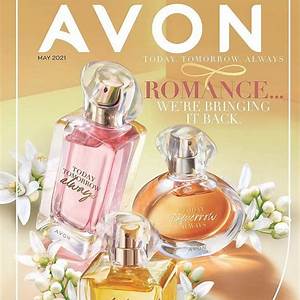 AVON
MAY 2021
TODAY, TOMORROW, ALWAYS
ROMANCE...
WE'RE BRINGING
IT BACK.
TODAY
TOMORROW
always
AVON
TODAY
tomorrow
ALWAYS
AVON